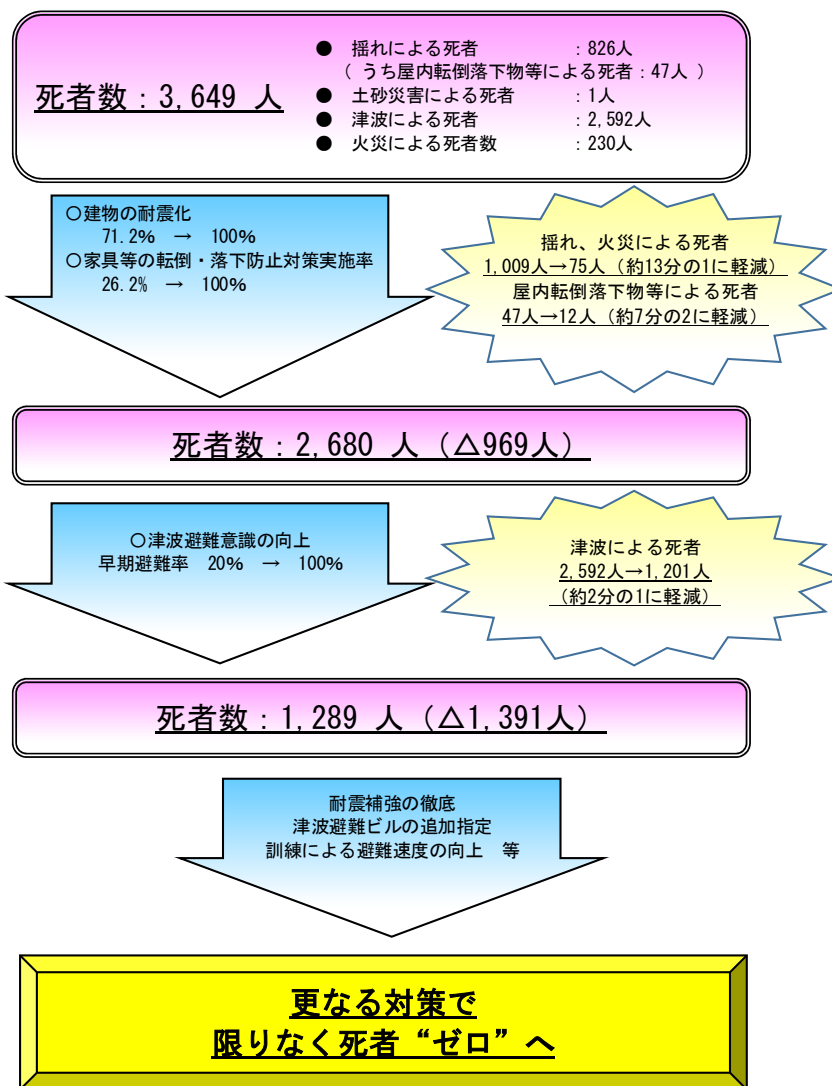 死者数：3,649 人
● 揺れによる死者 ：826人
（ うち屋内転倒落下物等による死者：47人 ）
● 土砂災害による死者 ：1人
● 津波による死者 ：2,592人
● 火災による死者数 ：230人
○建物の耐震化
71.2% → 100%
○家具等の転倒・落下防止対策実施率
26.2% → 100%
揺れ、火災による死者
1,009人→75人（約13分の1に軽減）
屋内転倒落下物等による死者
47人→12人（約7分の2に軽減）
死者数：2,680 人（△969人）
○津波避難意識の向上
早期避難率 20% → 100%
津波による死者
2,592人→1,201人
（約2分の1に軽減）
死者数：1,289 人（△1,391人）
耐震補強の徹底
津波避難ビルの追加指定
訓練による避難速度の向上 等
更なる対策で
限りなく死者“ゼロ”へ